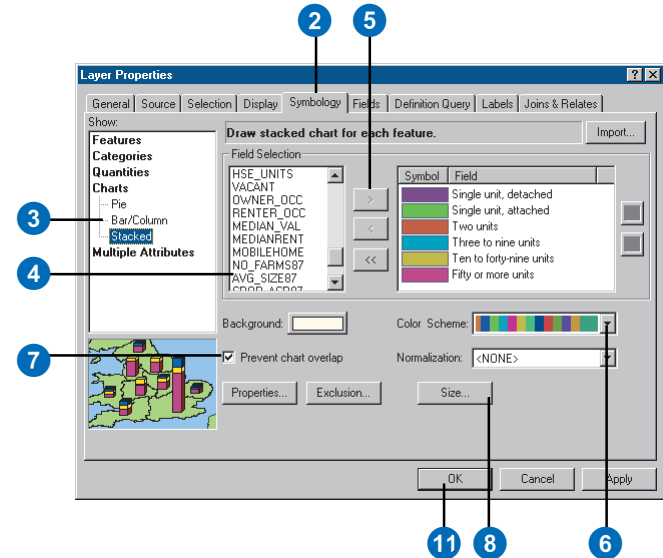 2 5
Layer Properties ? X
General Source Selection Display Symbology Fields Definition Query Labels Joins & Relates
Show:
Features
Categories
Quantities
Charts
Pie
Bar/Column
Stacked
Multiple Attributes
3
4
Draw stacked chart for each feature.
Import...
Field Selection
HSE_UNITS
VACANT
OWNER_OCC
RENTER_OCC
MEDIAN_VAL
MEDIANRENT
MOBILEHOME
NO_FARMS87
AVG_SIZE87
CROP_ACR87
>
<
<<
Symbol Field
Single unit, detached
Single unit, attached
Two units
Three to nine units
Ten to forty-nine units
Fifty or more units
Background:
Color Scheme:
7
Prevent chart overlap
Normalization: <NONE>
Properties... Exclusion... Size...
OK Cancel Apply
11 8 6